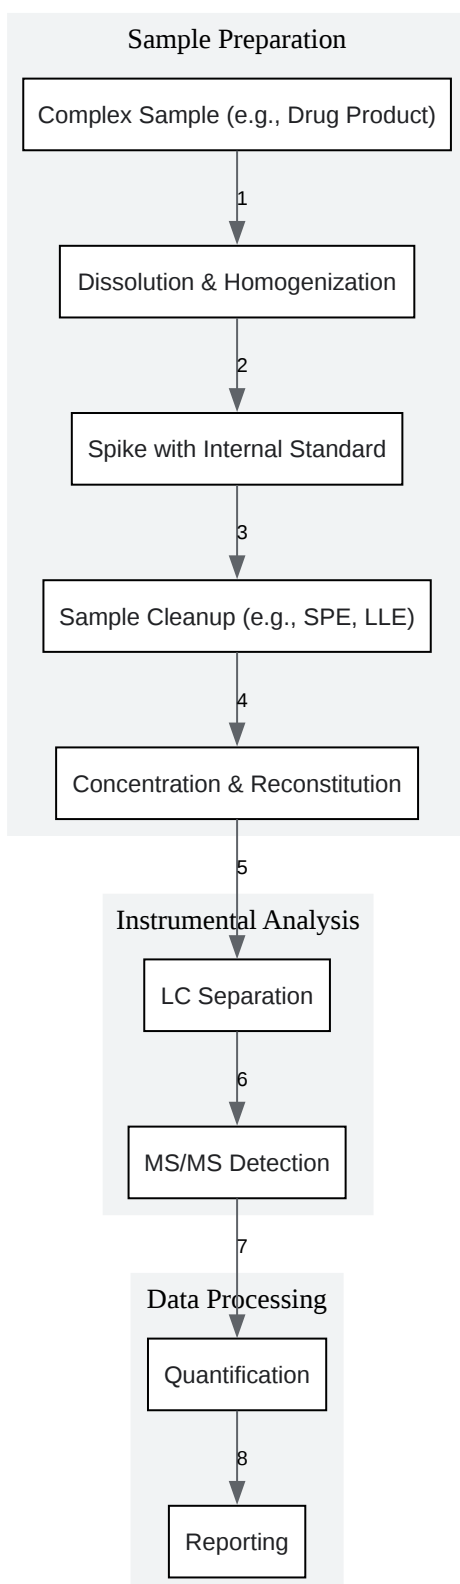 Sample Preparation
Complex Sample (e.g., Drug Product)
1
Dissolution & Homogenization
2
Spike with Internal Standard
3
Sample Cleanup (e.g., SPE, LLE)
4
Concentration & Reconstitution
5
Instrumental Analysis
LC Separation
6
MS/MS Detection
7
Data Processing
Quantification
8
Reporting